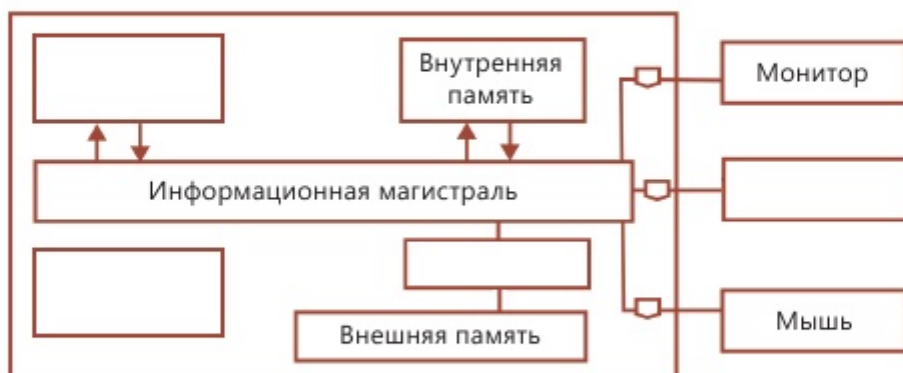 Внутренняя
память
Монитор
Информационная магистраль
Внешняя память
Мышь